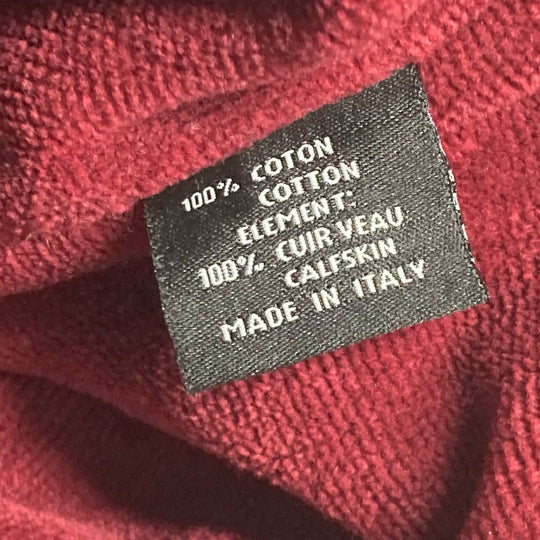 100% COTON
COTTON
ELEMENT:
100% CUIR VEAU
CALFSKIN
MADE IN ITALY